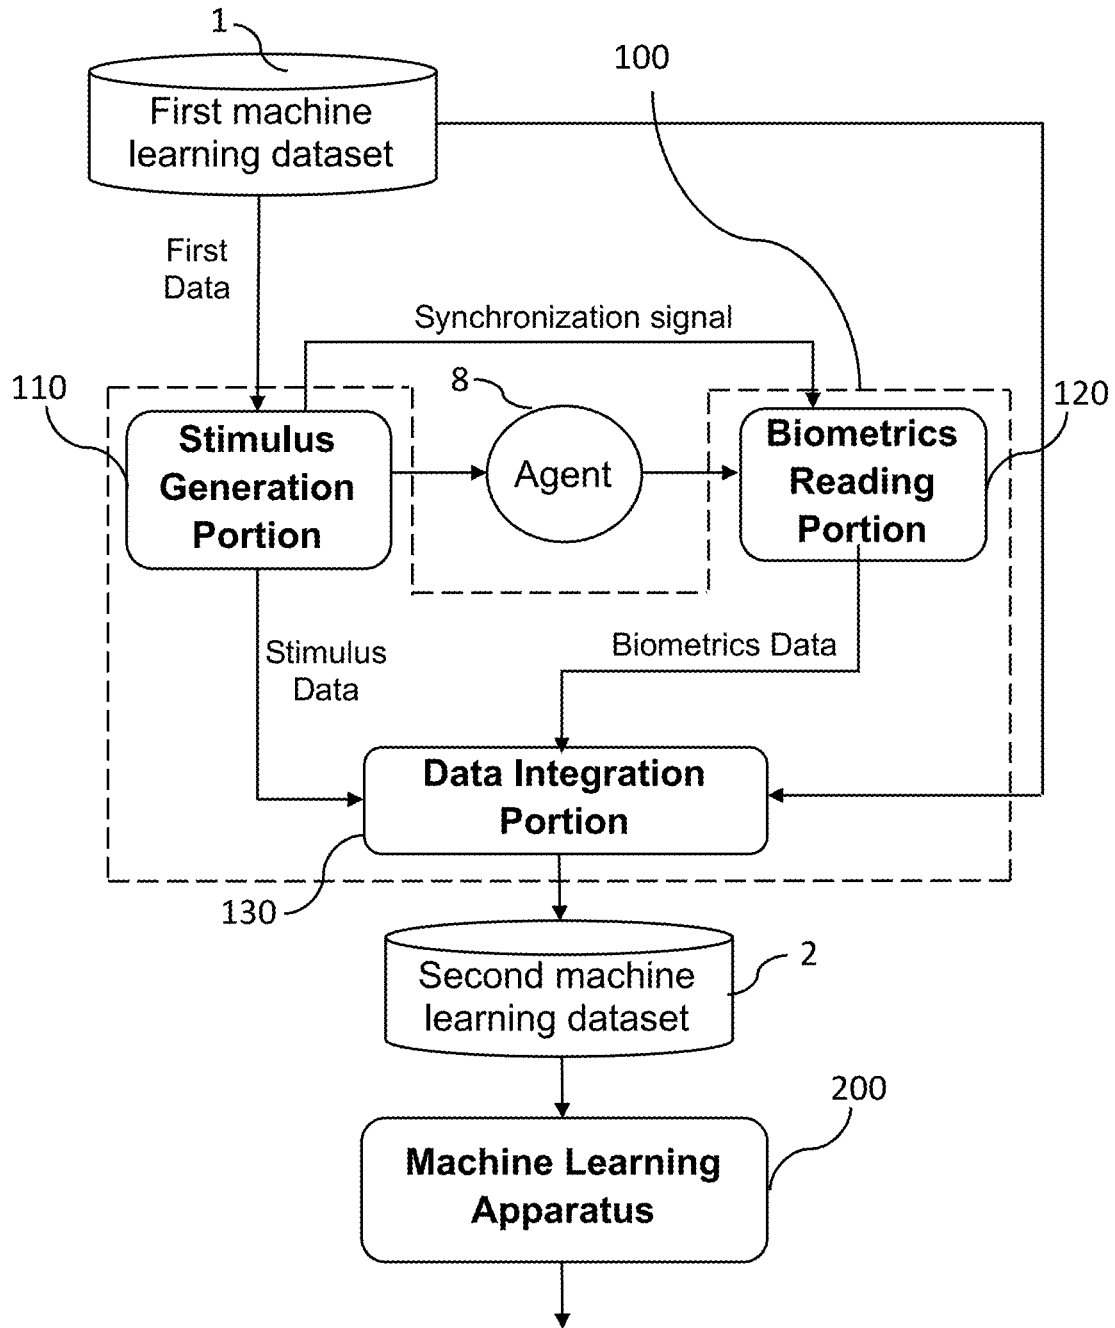 1
First machine
learning dataset
100
First
Data
Synchronization signal
110
8
120
Stimulus
Generation
Portion
Agent
Biometrics
Reading
Portion
Stimulus
Data
Biometrics Data
Data Integration
Portion
130
2
Second machine
learning dataset
200
Machine Learning
Apparatus